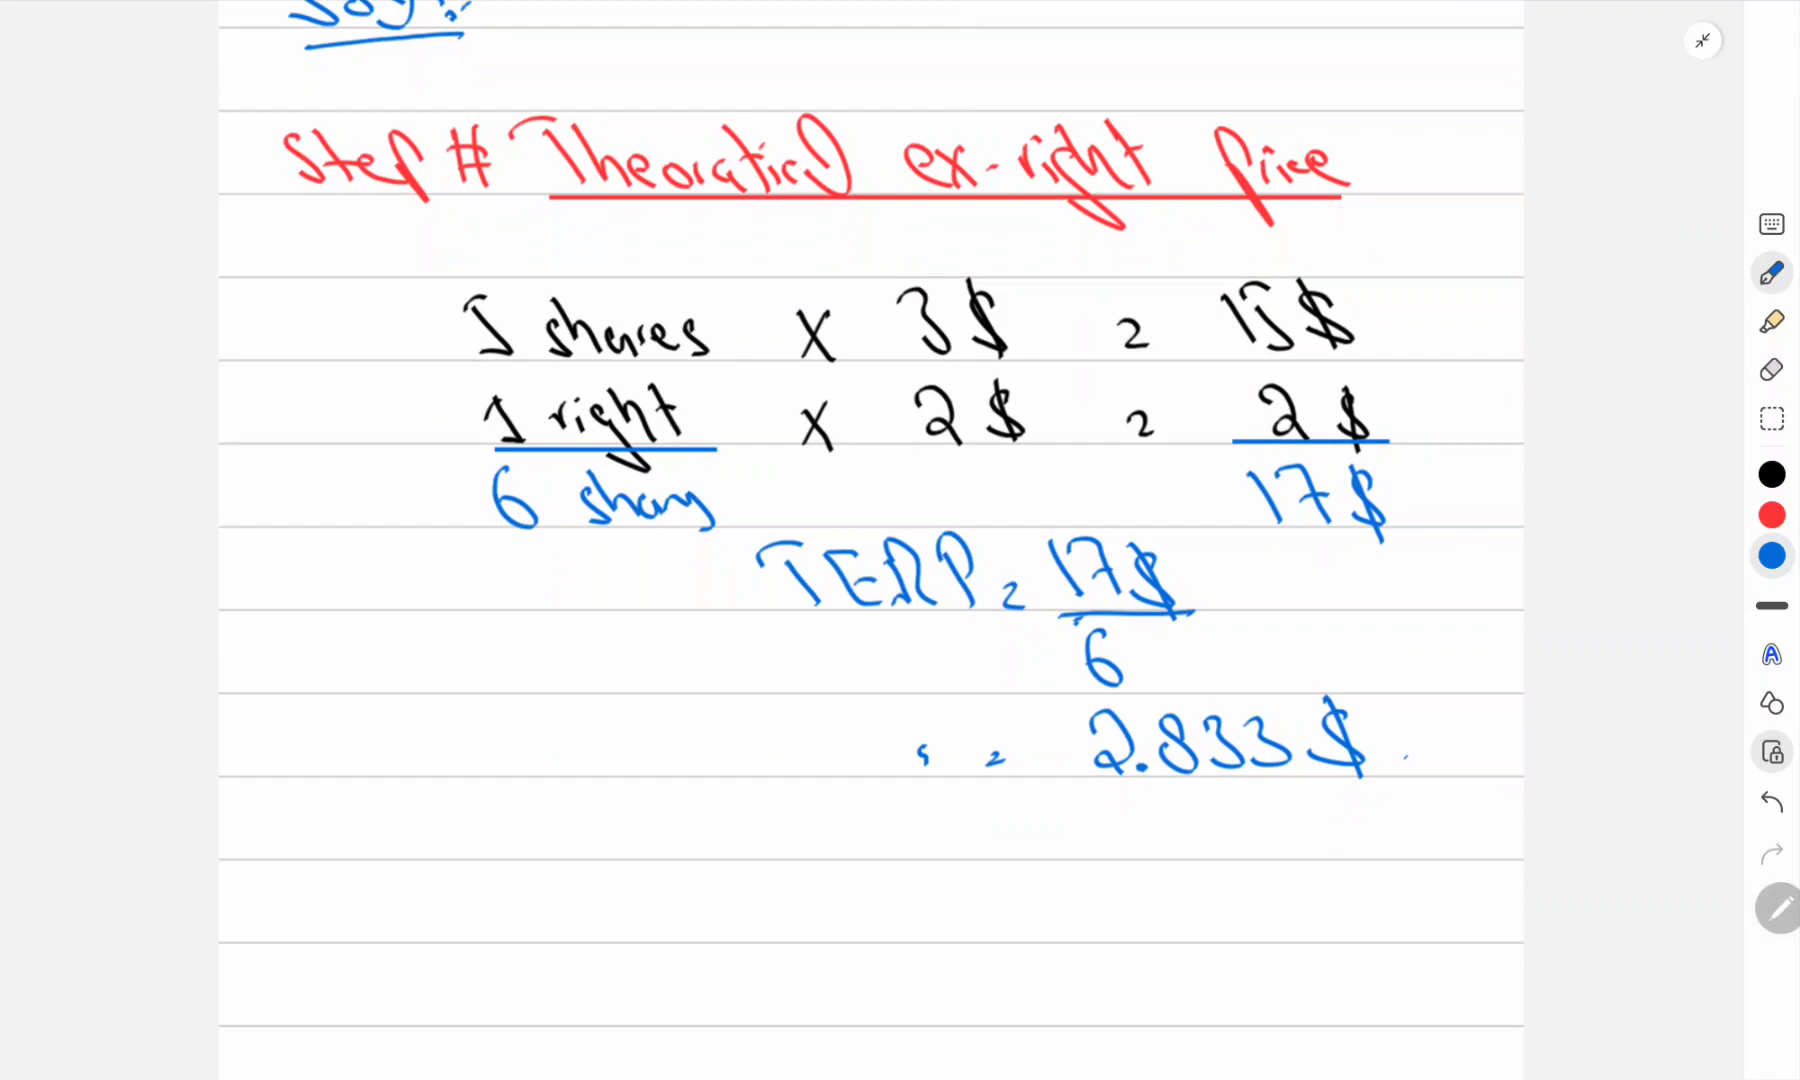 Step # Theoratical ex-right price
5 shares x 3$ = 15$
1 right x 2$ = 2$
6 shares 17$
TERP = 17$
6
= 2.833 $